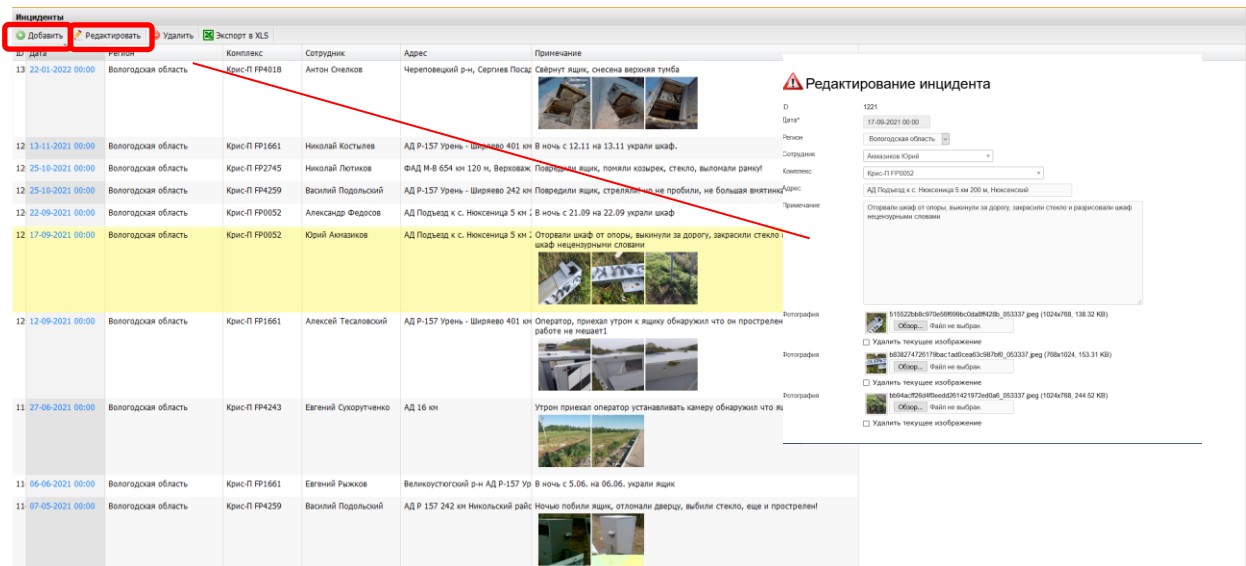 Инциденты
Добавить Редактировать Удалить Экспорт в XLS
ID Дата Регион Комплекс Сотрудник Адрес Примечание
13 22-01-2022 00:00 Вологодская область Крис-П FP4018 Антон Смелков Череповецкий р-н, Сергиев Посад Свёрнут ящик, снесена верхняя тумба
12 13-11-2021 00:00 Вологодская область Крис-П FP1661 Николай Костылев АД Р-157 Урень - Ширяево 401 км В ночь с 12.11 на 13.11 украли шкаф.
12 25-10-2021 00:00 Вологодская область Крис-П FP2745 Николай Лютиков ФАД М-8 654 км 120 м, Верховаж Повредили ящик, помяли козырек, стекло, выломали рамку!
12 25-10-2021 00:00 Вологодская область Крис-П FP4259 Василий Подольский АД Р-157 Урень - Ширяево 242 км Повредили ящик, стреляли! но не пробили, не большая вмятина
12 22-09-2021 00:00 Вологодская область Крис-П FP0052 Александр Федосов АД Подъезд к с. Нюксеница 5 км 2 В ночь с 21.09 на 22.09 украли шкаф
12 17-09-2021 00:00 Вологодская область Крис-П FP0052 Юрий Акмазиков АД Подъезд к с. Нюксеница 5 км 2 Оторвали шкаф от опоры, выкинули за дорогу, закрасили стекло
шкаф нецензурными словами
12 12-09-2021 00:00 Вологодская область Крис-П FP1661 Алексей Тесаловский АД Р-157 Урень - Ширяево 401 км Оператор, приехал утром к ящику обнаружил что он прострелен
работе не мешает1
11 27-06-2021 00:00 Вологодская область Крис-П FP4243 Евгений Сухорутченко АД 16 км Утром приехал оператор устанавливать камеру обнаружил что
11 06-06-2021 00:00 Вологодская область Крис-П FP1661 Евгений Рыжков Великоустюгский р-н АД Р-157 Ур В ночь с 5.06. на 06.06. украли ящик
11 07-05-2021 00:00 Вологодская область Крис-П FP4259 Василий Подольский АД Р 157 242 км Никольский райо Ночью побили ящик, отломали дверцу, выбили стекло, еще и прострелен!
Редактирование инцидента
ID 1221
Дата* 17-09-2021 00:00
Регион Вологодская область
Сотрудник Акмазиков Юрий
Комплекс Крис-П FP0052
Адрес АД Подъезд к с. Нюксеница 5 км 200 м, Нюксенский
Примечание Оторвали шкаф от опоры, выкинули за дорогу, закрасили стекло и разрисовали шкаф
нецензурными словами
Фотография _053337.jpeg (1024x768, 138.32 KB)
Обзор... Файл не выбран.
Удалить текущее изображение
Фотография _053337.jpeg (768x1024, 153.31 KB)
Обзор... Файл не выбран.
Удалить текущее изображение
Фотография _053337.jpeg (1024x768, 244.52 KB)
Обзор... Файл не выбран.
Удалить текущее изображение